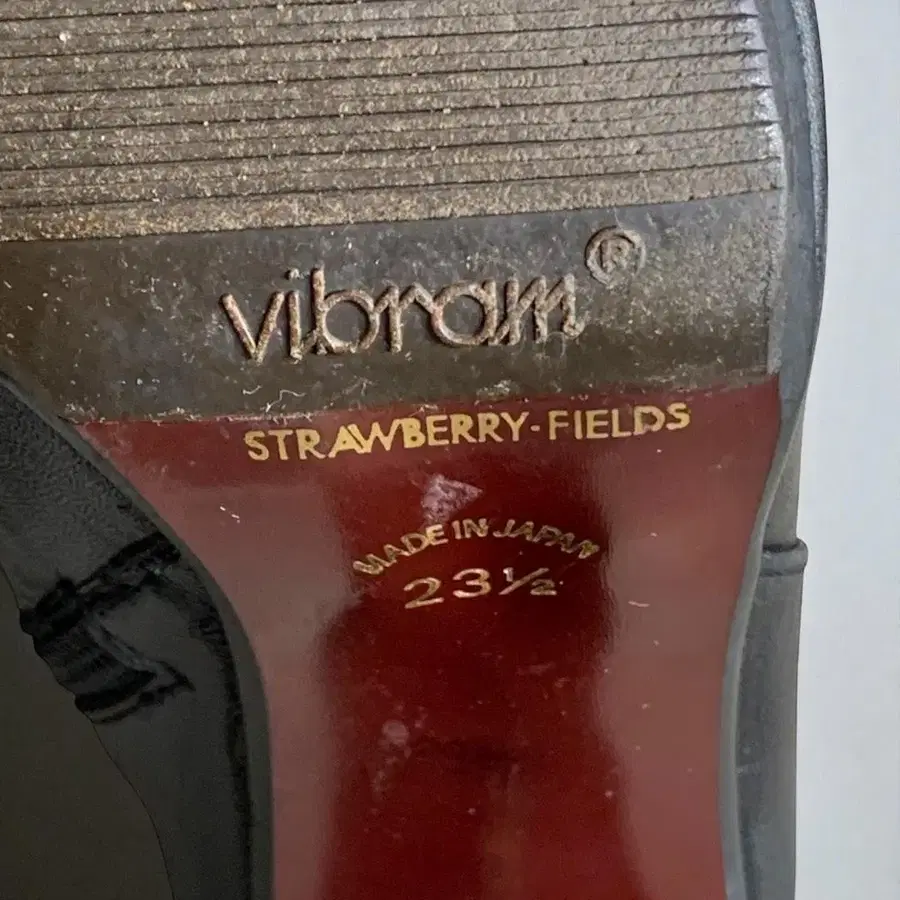 vibram®
STRAWBERRY-FIELDS
MADE IN JAPAN
23½